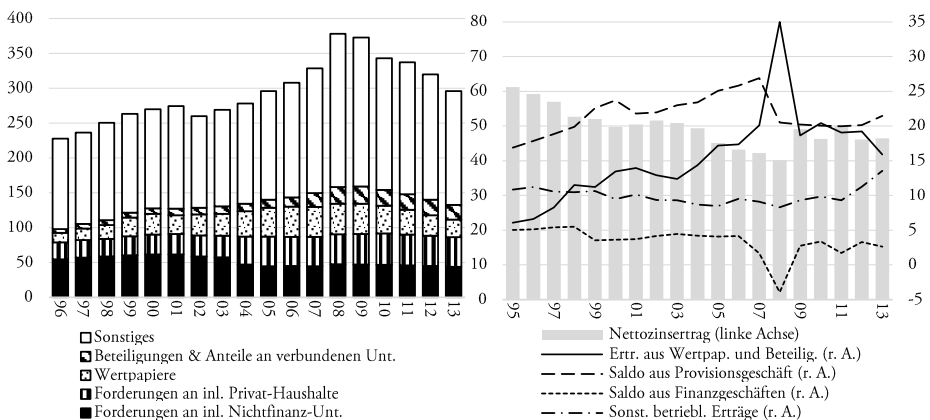 400
350
300
250
200
150
100
50
0
96 97 98 99 00 01 02 03 04 05 06 07 08 09 10 11 12 13
Sonstiges
Beteiligungen & Anteile an verbundenen Unt.
Wertpapiere
Forderungen an inl. Privat-Haushalte
Forderungen an inl. Nichtfinanz-Unt.
80
70
60
50
40
30
20
10
0
35
30
25
20
15
10
5
0
-5
95 97 99 01 03 05 07 09 11 13
Nettozinsertrag (linke Achse)
Ertr. aus Wertpap. und Beteilig. (r. A.)
Saldo aus Provisionsgeschäft (r. A.)
Saldo aus Finanzgeschäften (r. A.)
Sonst. betriebl. Erträge (r. A.)